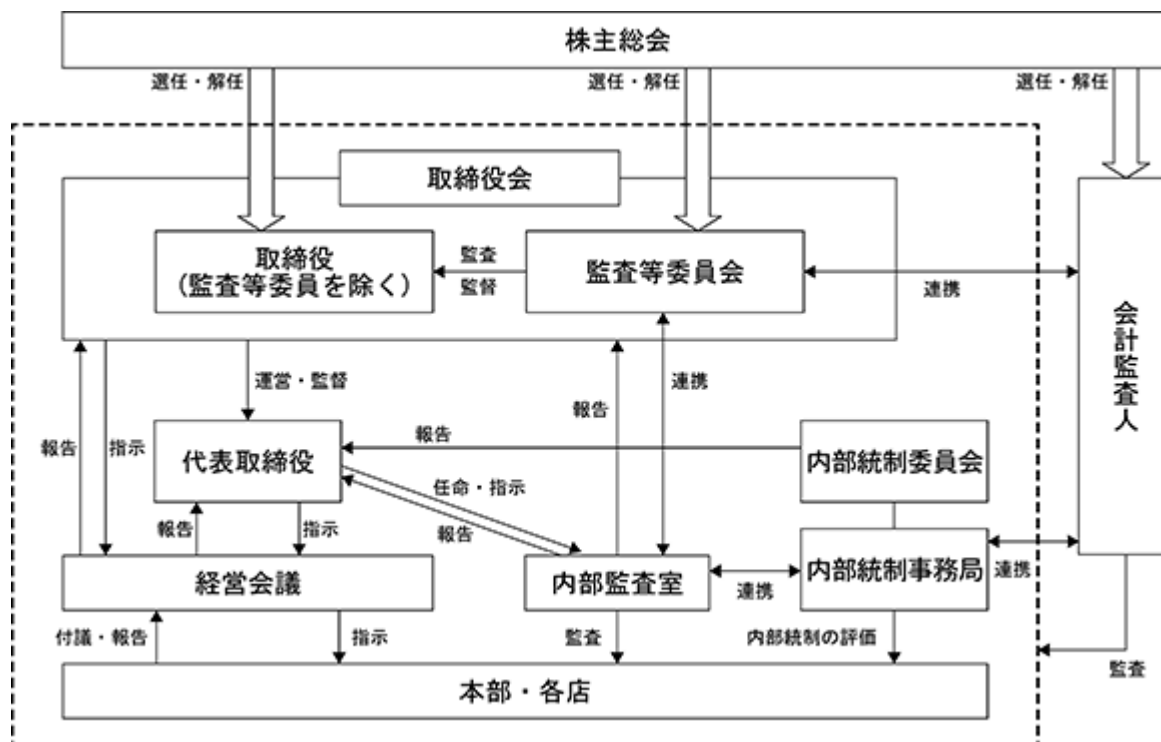 株主総会
選任・解任
選任・解任
選任・解任
取締役会
取締役
（監査等委員を除く）
監査
監督
監査等委員会
連携
会計監査人
運営・監督
連携
報告
報告
指示
報告
代表取締役
内部統制委員会
任命・指示
報告
報告
指示
経営会議
内部監査室
連携
内部統制事務局
連携
付議・報告
指示
監査
内部統制の評価
監査
本部・各店